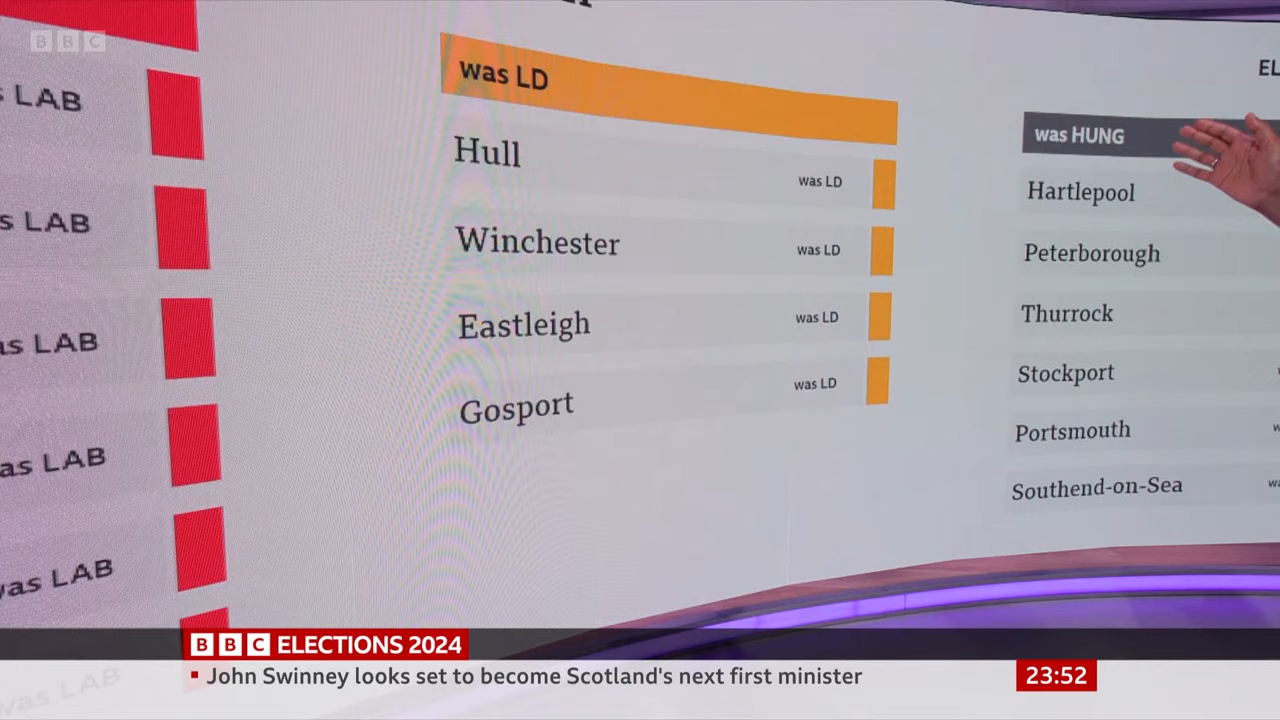 BBC
LAB
LAB
LAB
as LAB
was LAB
was LAB
was LD
Hull was LD
Winchester was LD
Eastleigh was LD
Gosport was LD
EL
was HUNG
Hartlepool
Peterborough
Thurrock
Stockport
Portsmouth
Southend-on-Sea
BBC ELECTIONS 2024
John Swinney looks set to become Scotland's next first minister
23:52